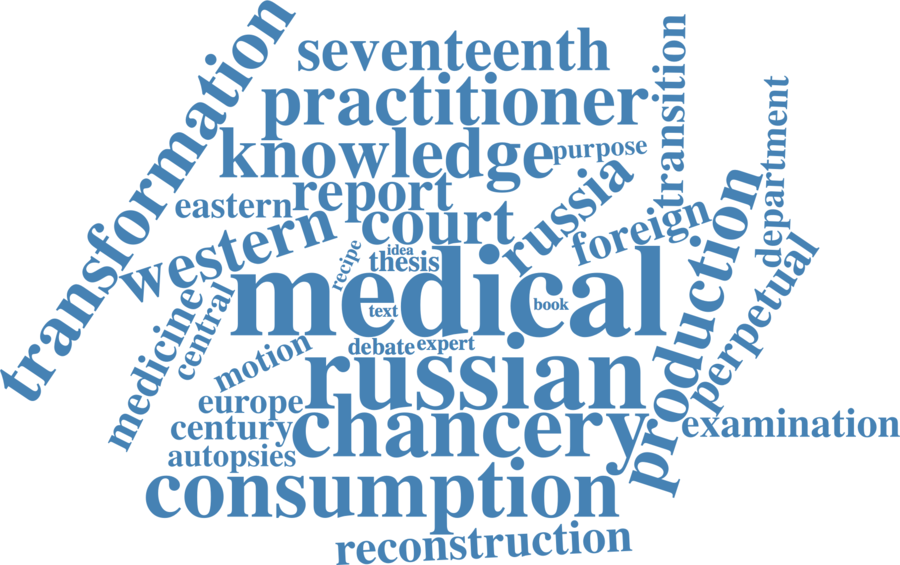 transformation
seventeenth
transition
practitioner
department
knowledge
purpose
production
report
russia
eastern
court
foreign
western
recipe
idea
thesis
perpetual
medical
medicine
central
text
book
motion
debate
expert
russian
europe
chancery
examination
century
autopsies
consumption
reconstruction